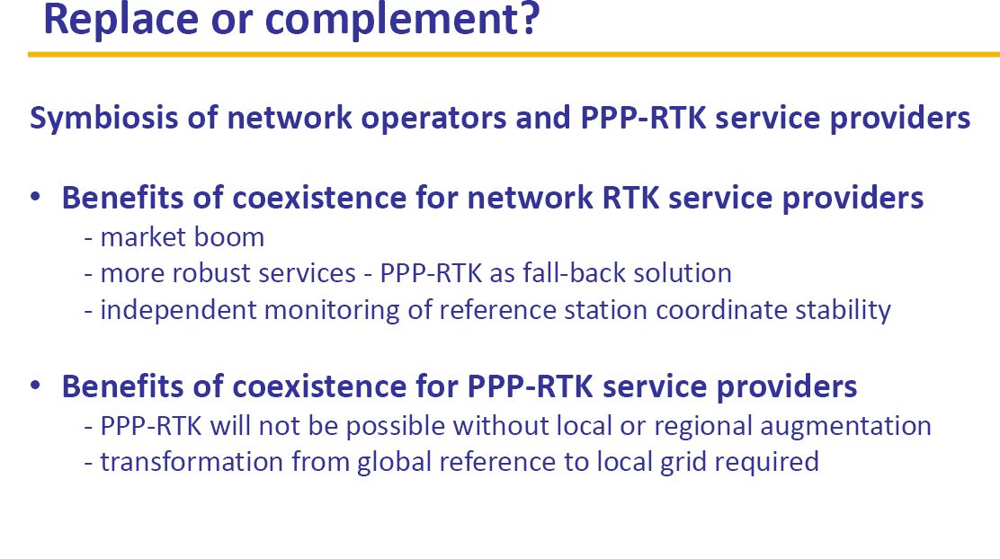 Replace or complement?
Symbiosis of network operators and PPP-RTK service providers
• Benefits of coexistence for network RTK service providers
- market boom
- more robust services - PPP-RTK as fall-back solution
- independent monitoring of reference station coordinate stability
• Benefits of coexistence for PPP-RTK service providers
- PPP-RTK will not be possible without local or regional augmentation
- transformation from global reference to local grid required